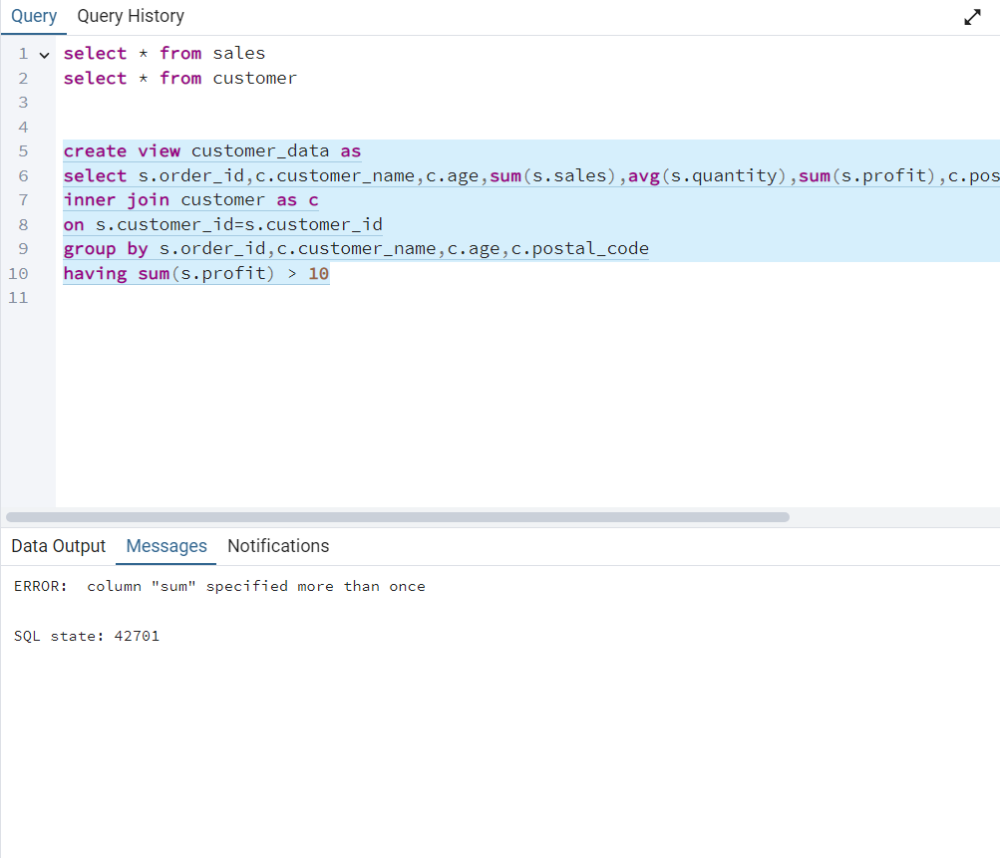 Query Query History
1 select * from sales
2 select * from customer
3
4
5 create view customer_data as
6 select s.order_id,c.customer_name,c.age,sum(s.sales),avg(s.quantity),sum(s.profit),c.pos
7 inner join customer as c
8 on s.customer_id=s.customer_id
9 group by s.order_id,c.customer_name,c.age,c.postal_code
10 having sum(s.profit) > 10
11
Data Output Messages Notifications
ERROR:  column "sum" specified more than once
SQL state: 42701